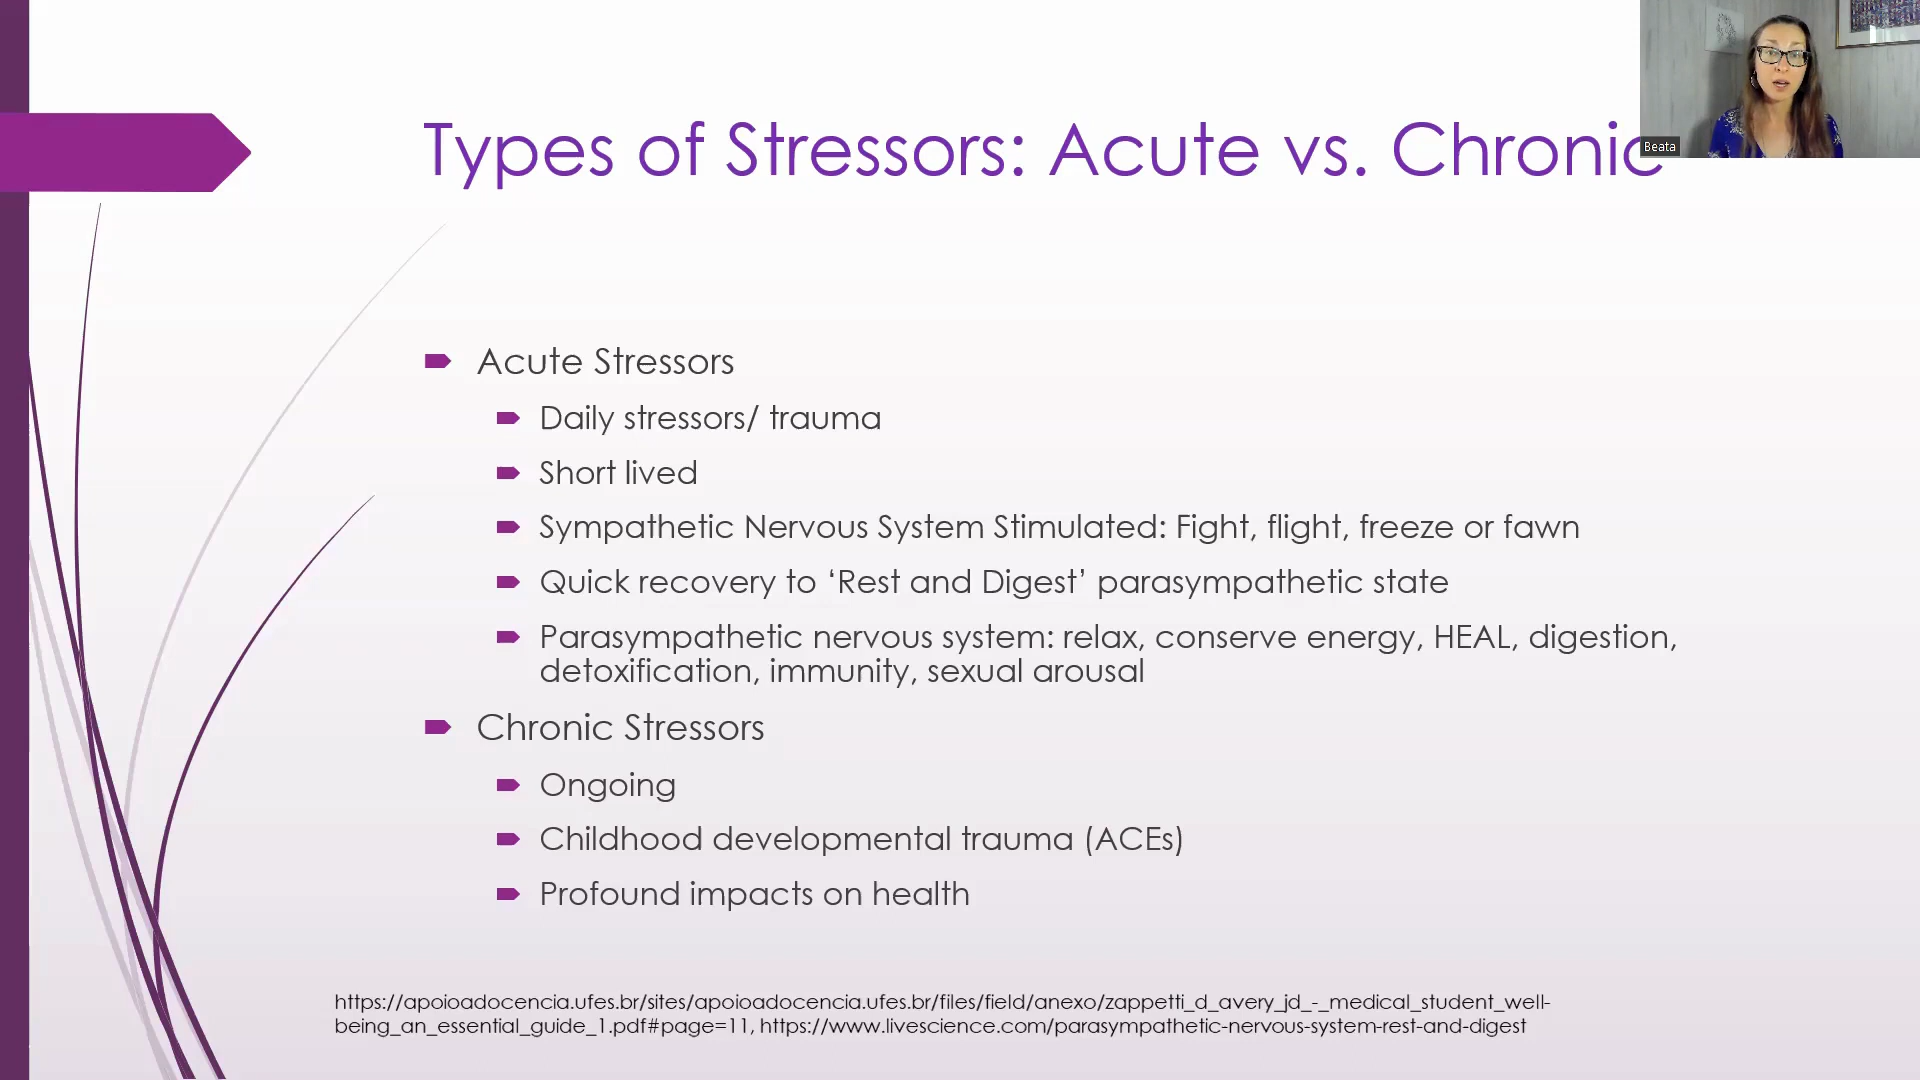 Beata
Types of Stressors: Acute vs. Chronic
Acute Stressors
Daily stressors/ trauma
Short lived
Sympathetic Nervous System Stimulated: Fight, flight, freeze or fawn
Quick recovery to ‘Rest and Digest’ parasympathetic state
Parasympathetic nervous system: relax, conserve energy, HEAL, digestion,
detoxification, immunity, sexual arousal
Chronic Stressors
Ongoing
Childhood developmental trauma (ACEs)
Profound impacts on health
https://apoioadocencia.ufes.br/sites/apoioadocencia.ufes.br/files/field/anexo/zappetti_d_avery_jd_-_medical_student_well-
being_an_essential_guide_1.pdf#page=11, https://www.livescience.com/parasympathetic-nervous-system-rest-and-digest